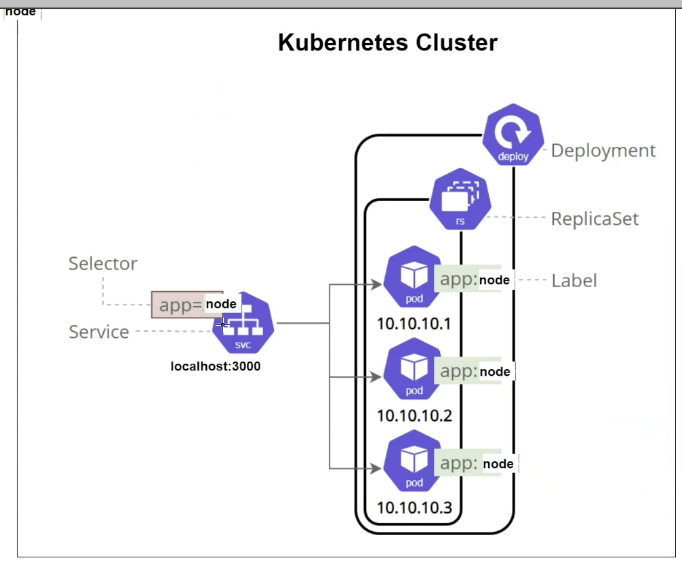 node
Kubernetes Cluster
deploy
Deployment
rs
ReplicaSet
Selector
app= node
Service
svc
localhost:3000
pod
app: node
Label
10.10.10.1
pod
app: node
10.10.10.2
pod
app: node
10.10.10.3